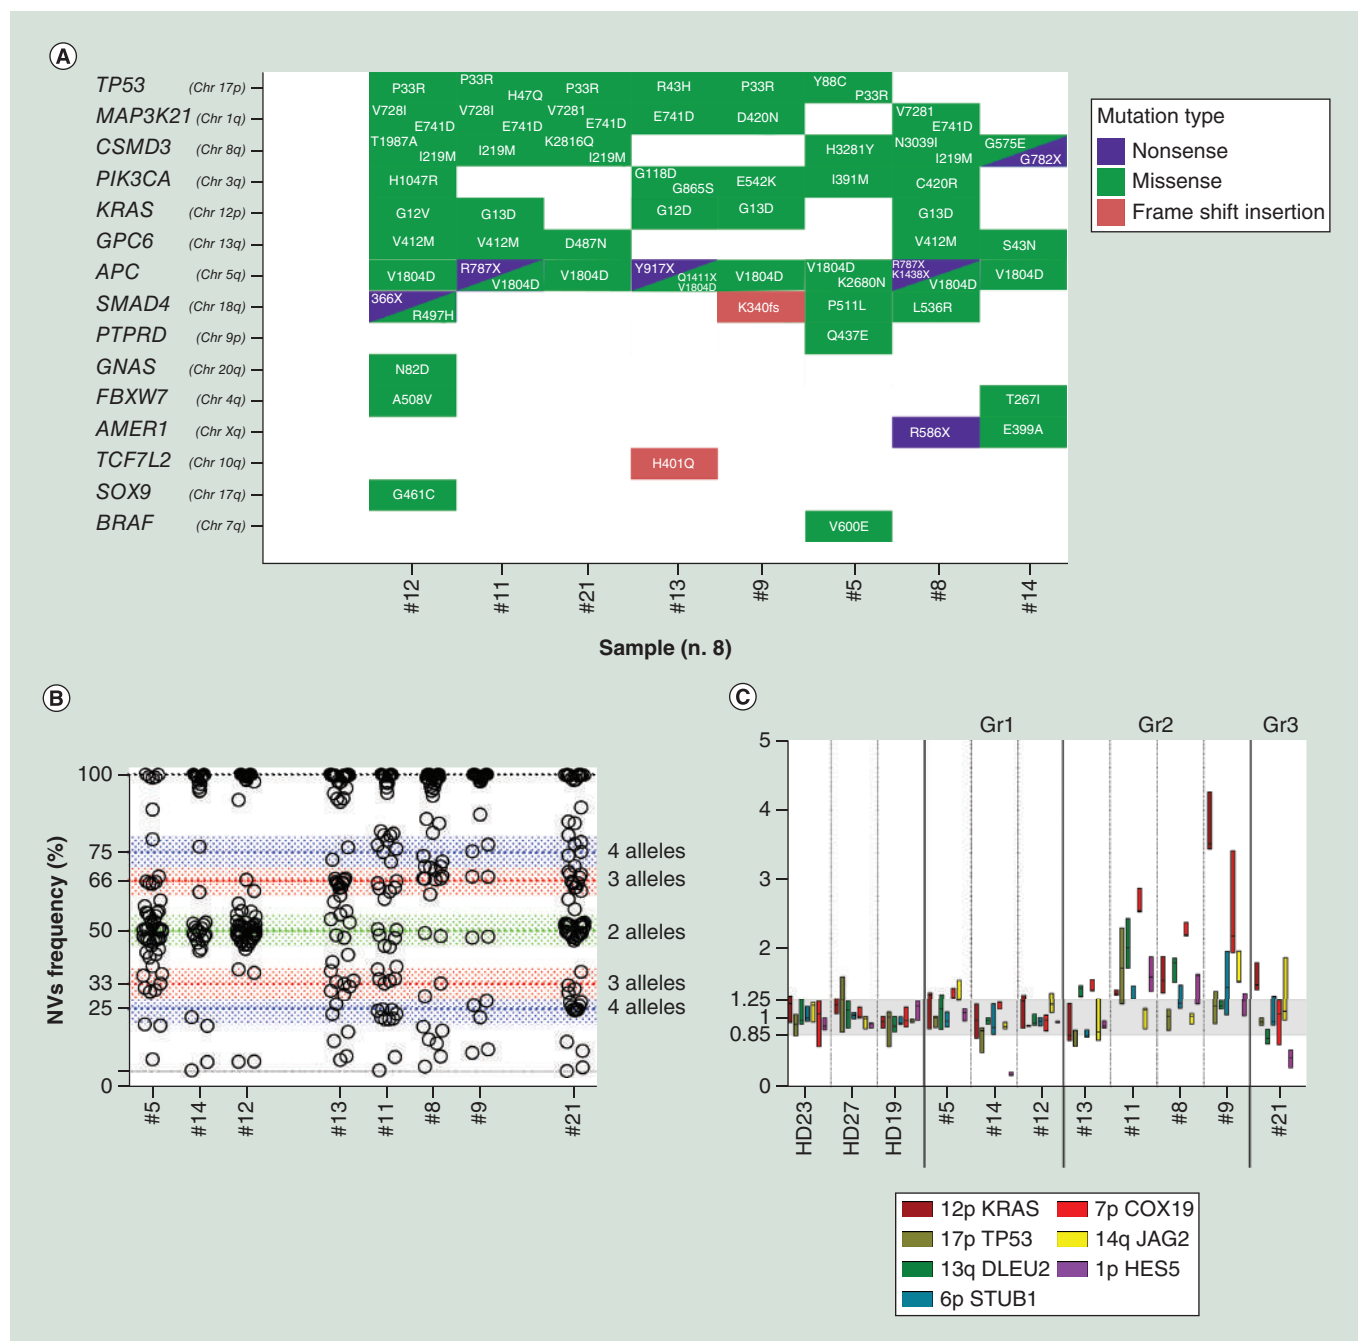 A
TP53 (Chr 17p) P33R P33R H47Q P33R R43H P33R Y88C P33R
MAP3K21 (Chr 1q) V728I E741D V728I E741D V7281 E741D E741D D420N V7281 E741D
CSMD3 (Chr 8q) T1987A I219M I219M K2816Q I219M H3281Y N3039I I219M G575E G782X
PIK3CA (Chr 3q) H1047R G118D G865S E542K I391M C420R
KRAS (Chr 12p) G12V G13D G12D G13D G13D
GPC6 (Chr 13q) V412M V412M D487N V412M S43N
APC (Chr 5q) V1804D R787X V1804D V1804D Y917X Q1411X V1804D V1804D V1804D K2680N R787X K1438X V1804D V1804D
SMAD4 (Chr 18q) 366X R497H K340fs P511L L536R
PTPRD (Chr 9p) Q437E
GNAS (Chr 20q) N82D
FBXW7 (Chr 4q) A508V T267I
AMER1 (Chr Xq) R586X E399A
TCF7L2 (Chr 10q) H401Q
SOX9 (Chr 17q) G461C
BRAF (Chr 7q) V600E
#12 #11 #21 #13 #9 #5 #8 #14
Sample (n. 8)
Mutation type
Nonsense
Missense
Frame shift insertion
B
NVs frequency (%)
100
75 4 alleles
66 3 alleles
50 2 alleles
33 3 alleles
25 4 alleles
0
#5 #14 #12 #13 #11 #8 #9 #21
C
Gr1 Gr2 Gr3
5
4
3
2
1.25
1
0.85
0
HD23 HD27 HD19 #5 #14 #12 #13 #11 #8 #9 #21
12p KRAS 7p COX19
17p TP53 14q JAG2
13q DLEU2 1p HES5
6p STUB1